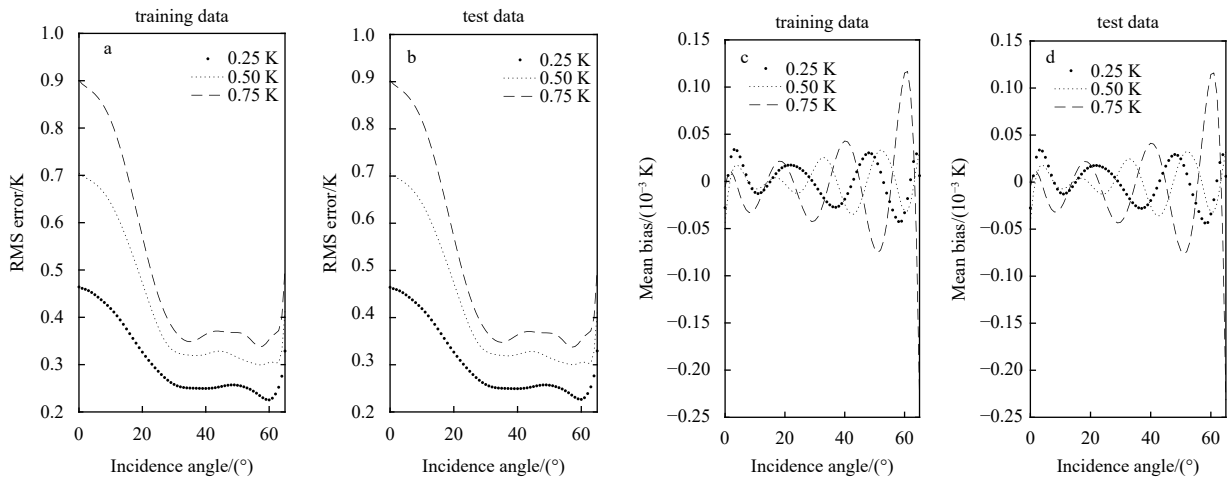 training data
a
0.25 K
0.50 K
0.75 K
RMS error/K
1.0
0.9
0.8
0.7
0.6
0.5
0.4
0.3
0.2
0
20
40
60
Incidence angle/(°)
test data
b
0.25 K
0.50 K
0.75 K
RMS error/K
1.0
0.9
0.8
0.7
0.6
0.5
0.4
0.3
0.2
0
20
40
60
Incidence angle/(°)
training data
c
0.25 K
0.50 K
0.75 K
Mean bias/(10⁻³ K)
0.15
0.10
0.05
0
−0.05
−0.10
−0.15
−0.20
−0.25
0
20
40
60
Incidence angle/(°)
test data
d
0.25 K
0.50 K
0.75 K
Mean bias/(10⁻³ K)
0.15
0.10
0.05
0
−0.05
−0.10
−0.15
−0.20
−0.25
0
20
40
60
Incidence angle/(°)